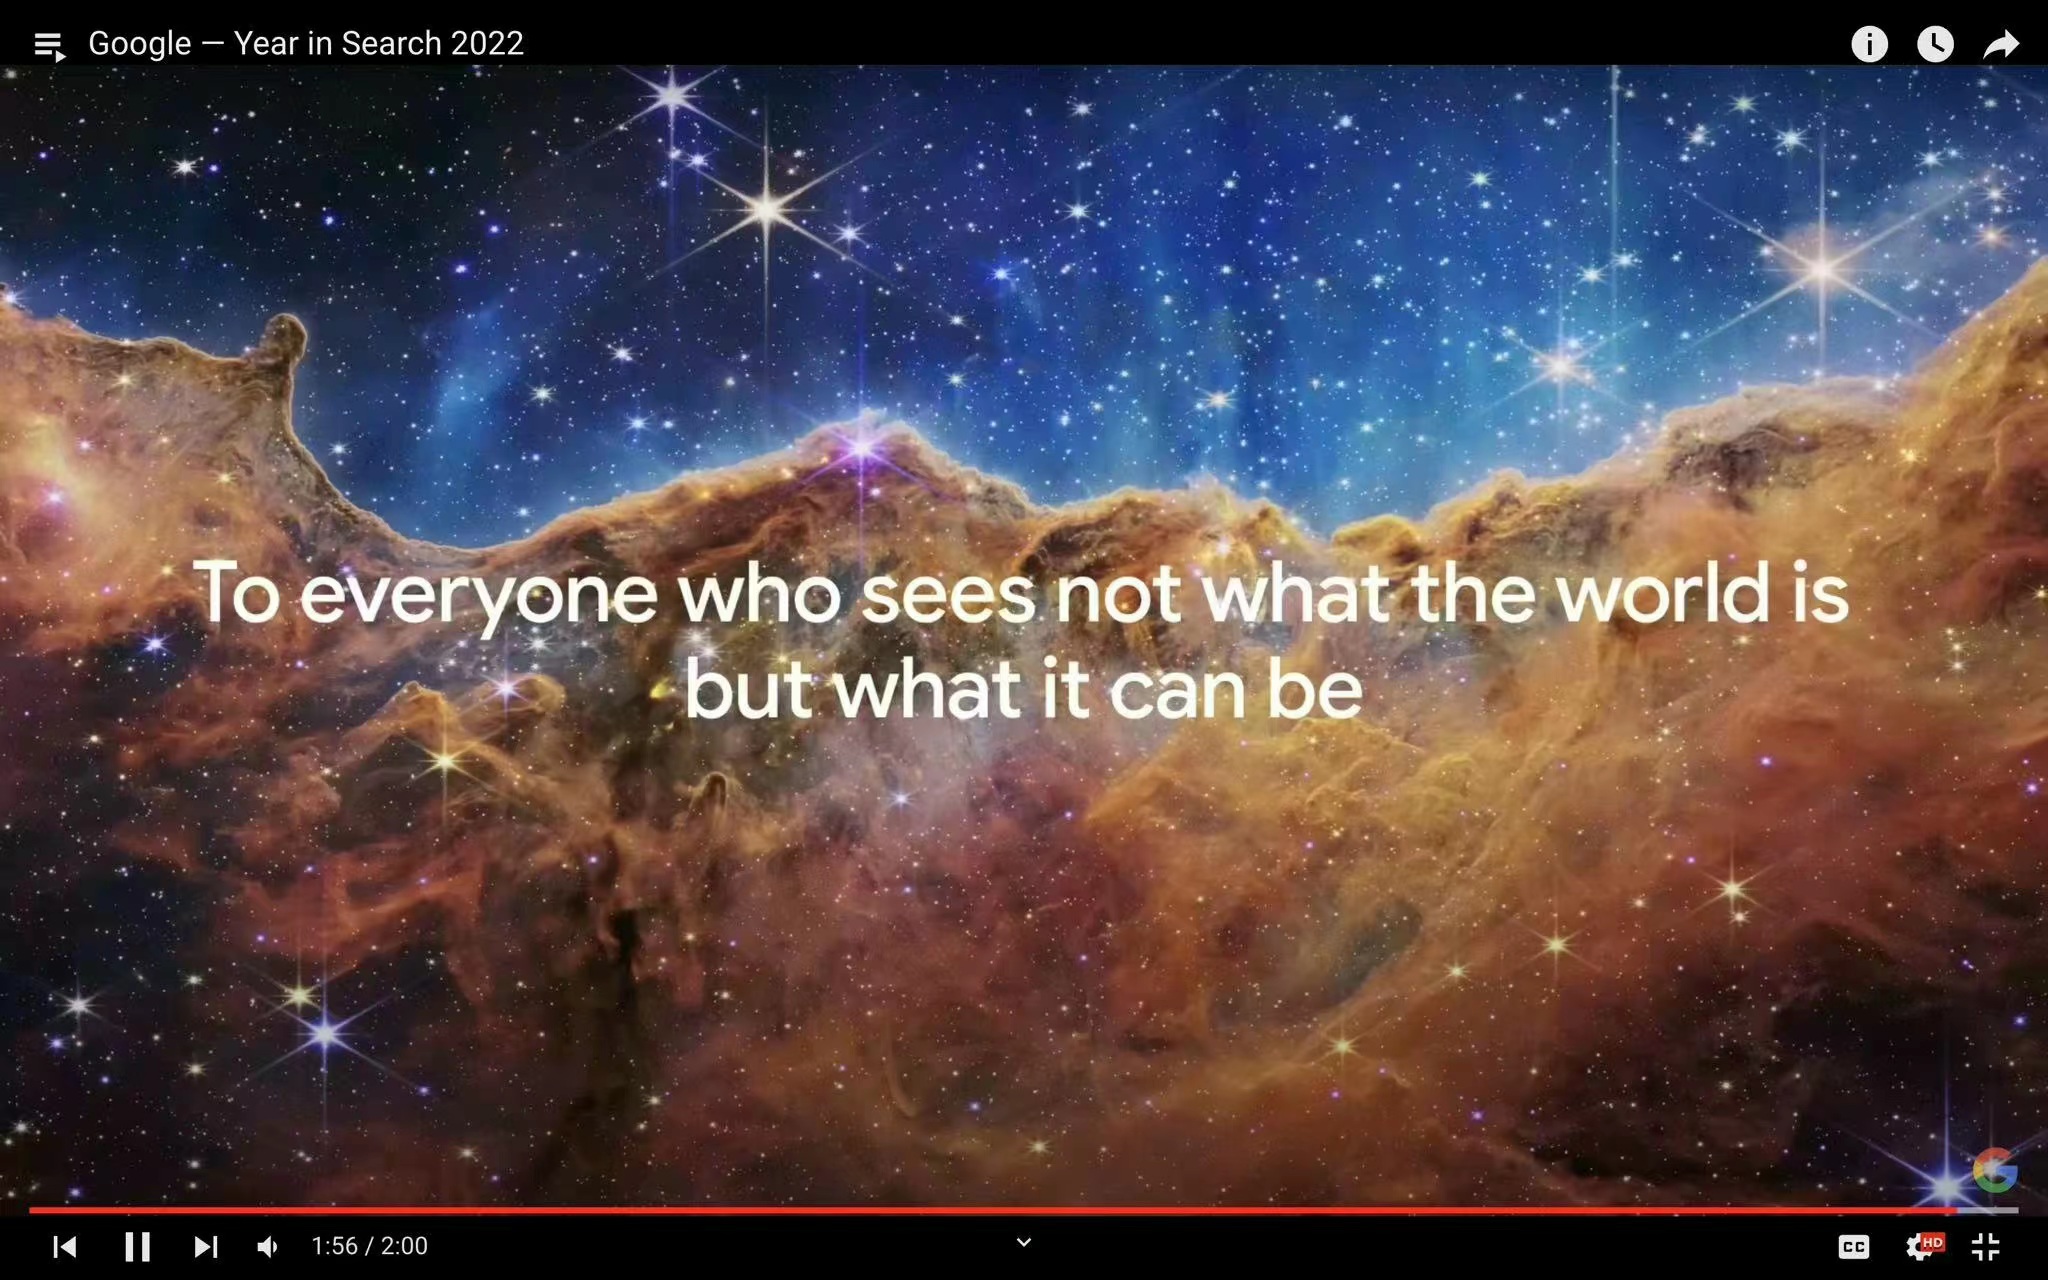 Google — Year in Search 2022
To everyone who sees not what the world is
but what it can be
1:56 / 2:00
CC
HD